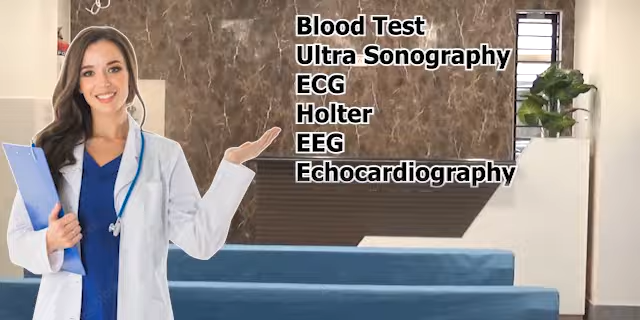 Blood Test
Ultra Sonography
ECG
Holter
EEG
Echocardiography